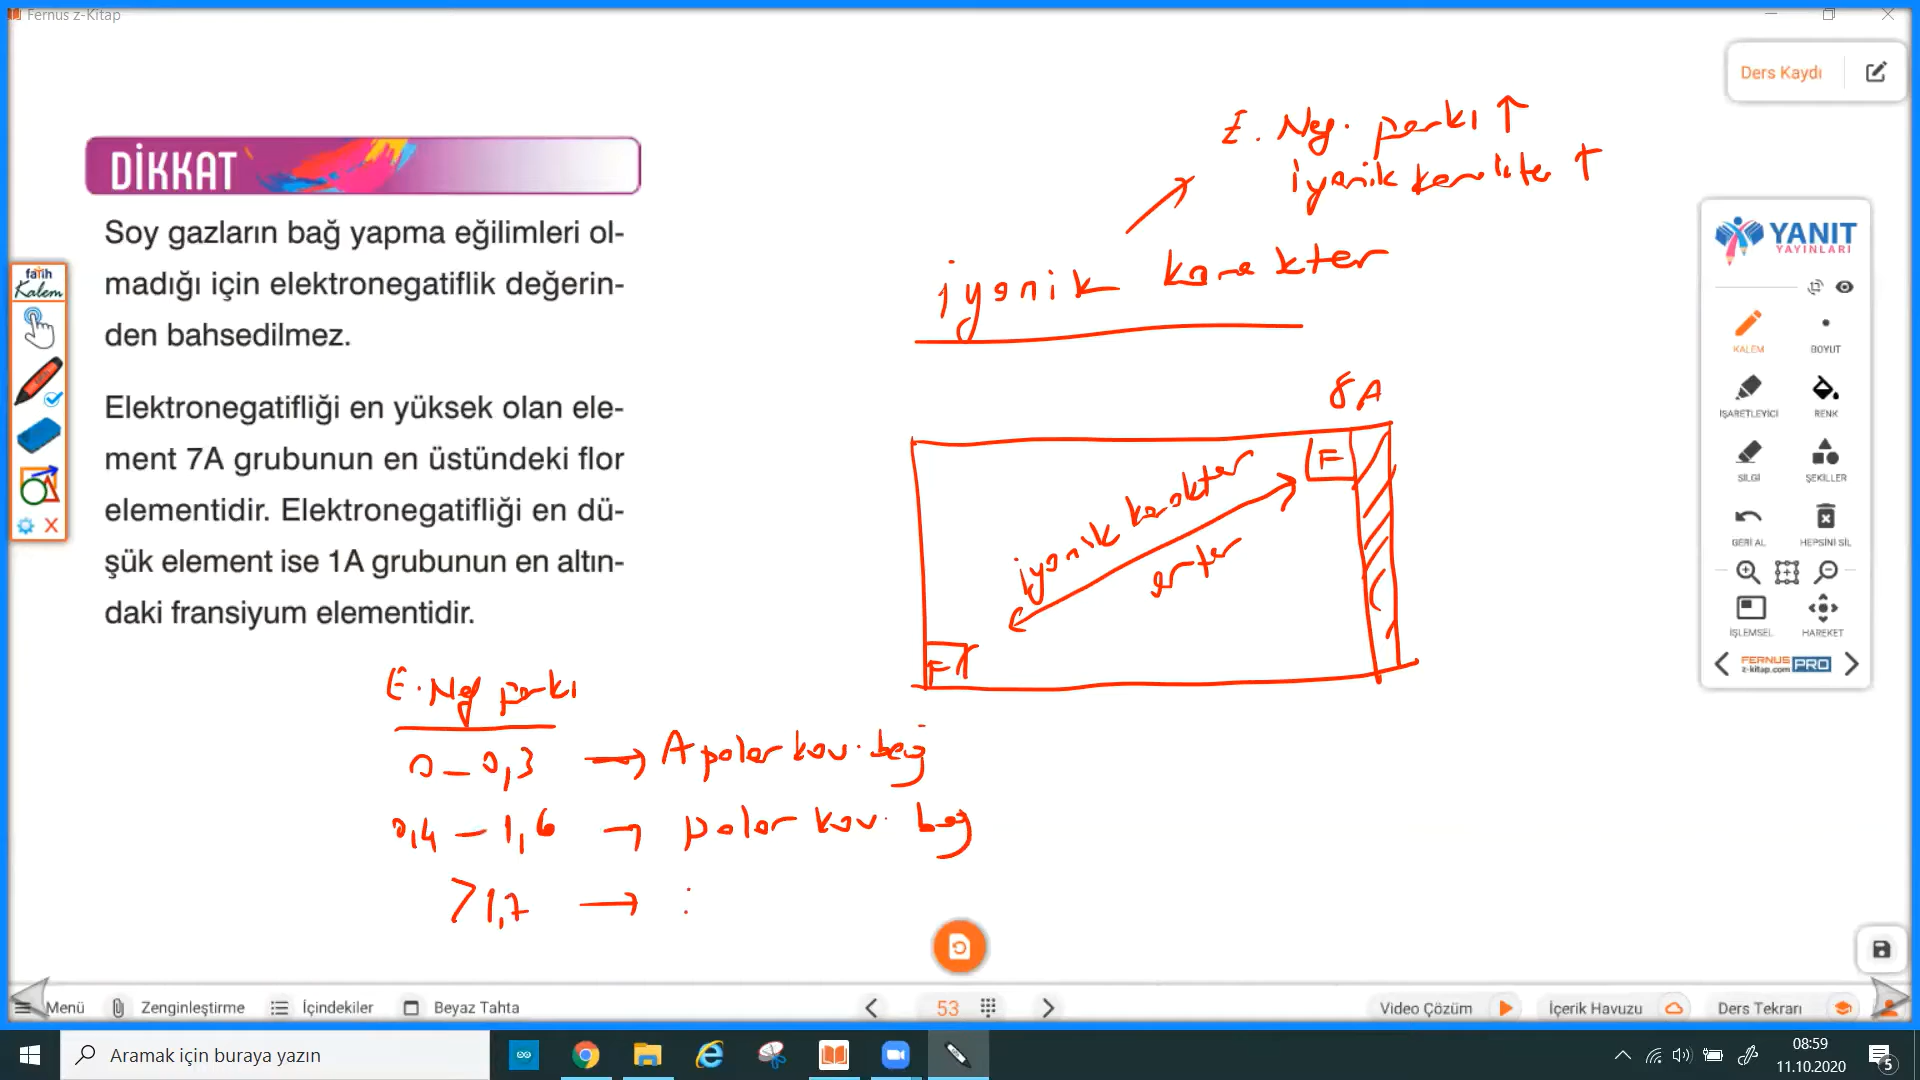 Fernus z-Kitap
Ders Kaydı
E. Neg. farkı ↑
iyonik karakter ↑
DİKKAT
Soy gazların bağ yapma eğilimleri ol-
madığı için elektronegatiflik değerin-
den bahsedilmez.
Elektronegatifliği en yüksek olan ele-
ment 7A grubunun en üstündeki flor
elementidir. Elektronegatifliği en dü-
şük element ise 1A grubunun en altın-
daki fransiyum elementidir.
iyonik karakter
8A
F
iyonik karakter
artar
Fr
E. Neg farkı
0 – 0,3 → Apolar kov. bağ
0,4 – 1,6 → polar kov. bağ
>1,7 → :
fatih
Kalem
YANIT
YAYINLARI
KALEM
BOYUT
İŞARETLEYİCİ
RENK
SİLGİ
ŞEKİLLER
GERİ AL
HEPSİNİ SİL
İŞLEMSEL
HAREKET
FERNUS PRO
z-kitap.com
Menü
Zenginleştirme
İçindekiler
Beyaz Tahta
53
Video Çözüm
İçerik Havuzu
Ders Tekrarı
Aramak için buraya yazın
08:59
11.10.2020
5